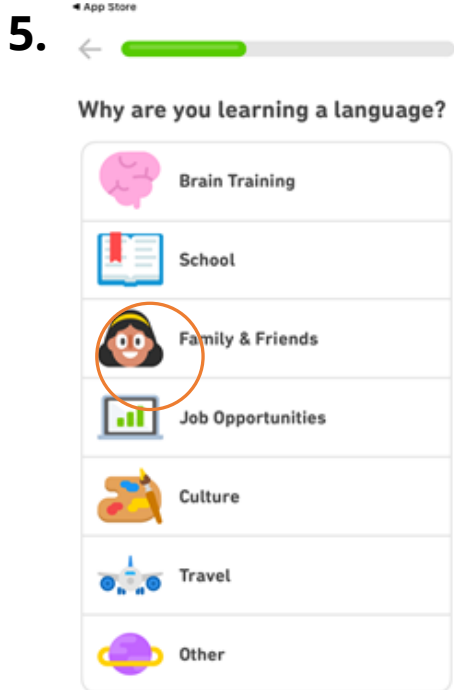 ◀ App Store
5.
Why are you learning a language?
Brain Training
School
Family & Friends
Job Opportunities
Culture
Travel
Other